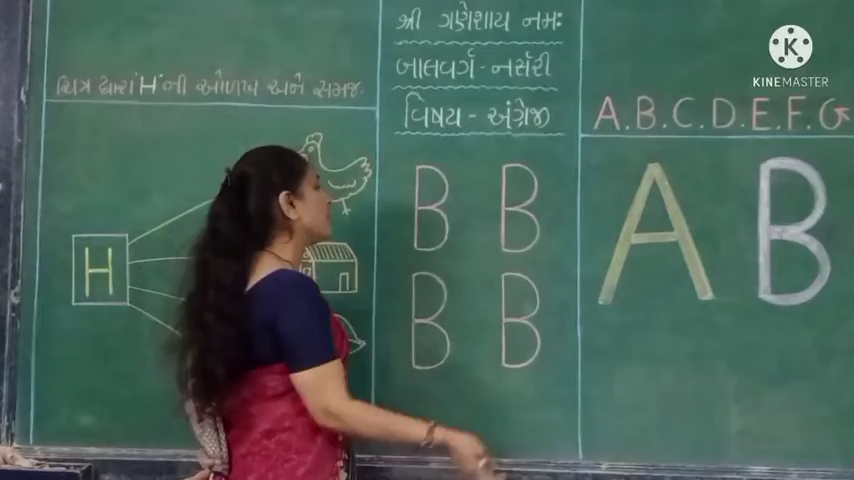 ચિત્ર દ્વારા 'H' ની ઓળખ અને સમજ.
H
શ્રી ગણેશાય નમઃ
બાલવર્ગ - નર્સરી
વિષય - અંગ્રેજી
B B
B B
A.B.C.D.E.F.G
A B
K
KINEMASTER